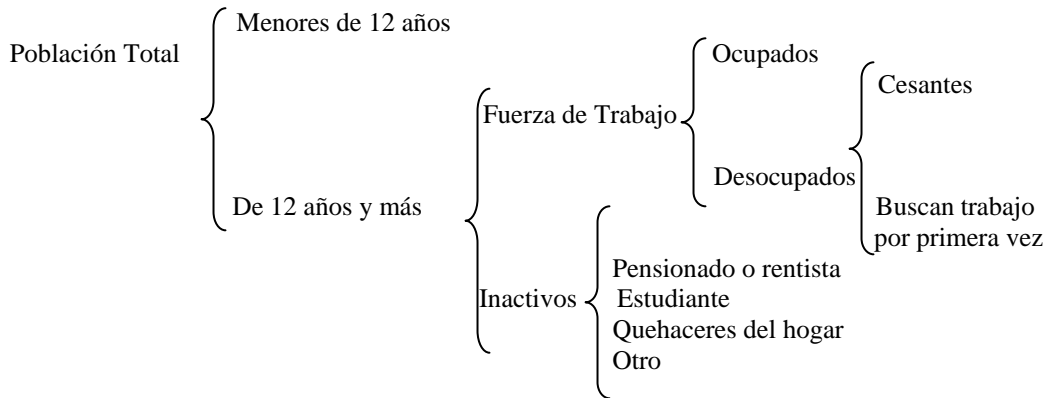 Población Total
Menores de 12 años
De 12 años y más
Fuerza de Trabajo
Ocupados
Desocupados
Cesantes
Buscan trabajo
por primera vez
Inactivos
Pensionado o rentista
Estudiante
Quehaceres del hogar
Otro